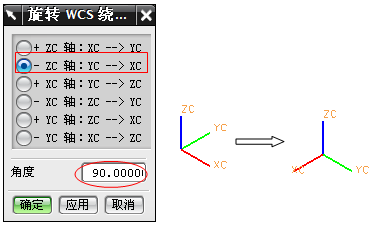 旋转 WCS 绕...
+ ZC 轴：XC --> YC
- ZC 轴：YC --> XC
+ XC 轴：YC --> ZC
- XC 轴：ZC --> YC
+ YC 轴：ZC --> XC
- YC 轴：XC --> ZC
角度 90.0000
确定 应用 取消
ZC
YC
XC
ZC
XC
YC